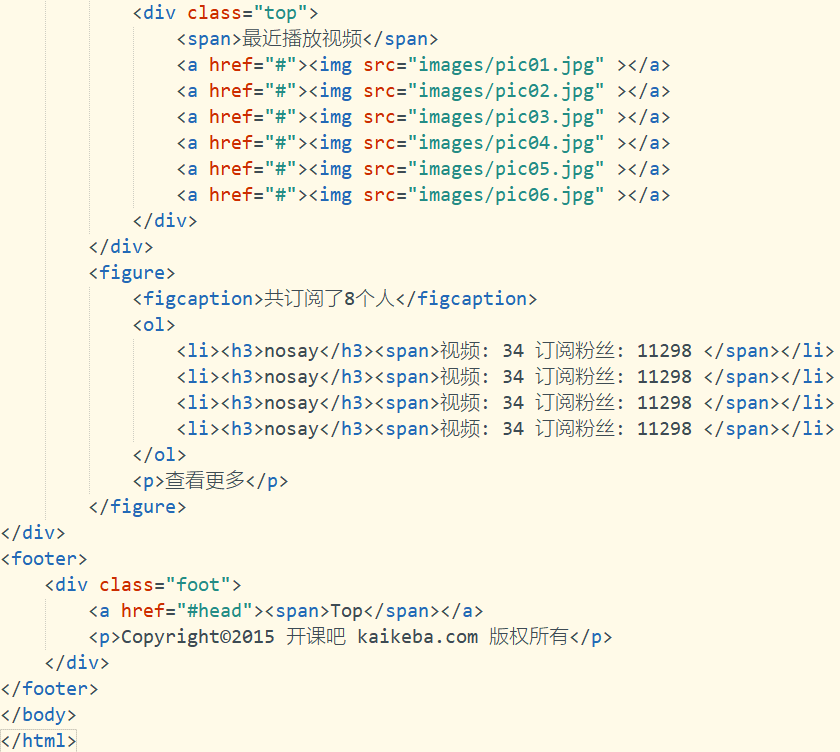 <div class="top">
<span>最近播放视频</span>
<a href="#"><img src="images/pic01.jpg" ></a>
<a href="#"><img src="images/pic02.jpg" ></a>
<a href="#"><img src="images/pic03.jpg" ></a>
<a href="#"><img src="images/pic04.jpg" ></a>
<a href="#"><img src="images/pic05.jpg" ></a>
<a href="#"><img src="images/pic06.jpg" ></a>
</div>
</div>
<figure>
<figcaption>共订阅了8个人</figcaption>
<ol>
<li><h3>nosay</h3><span>视频: 34 订阅粉丝: 11298 </span></li>
<li><h3>nosay</h3><span>视频: 34 订阅粉丝: 11298 </span></li>
<li><h3>nosay</h3><span>视频: 34 订阅粉丝: 11298 </span></li>
<li><h3>nosay</h3><span>视频: 34 订阅粉丝: 11298 </span></li>
</ol>
<p>查看更多</p>
</figure>
</div>
<footer>
<div class="foot">
<a href="#head"><span>Top</span></a>
<p>Copyright©2015 开课吧 kaikeba.com 版权所有</p>
</div>
</footer>
</body>
</html>